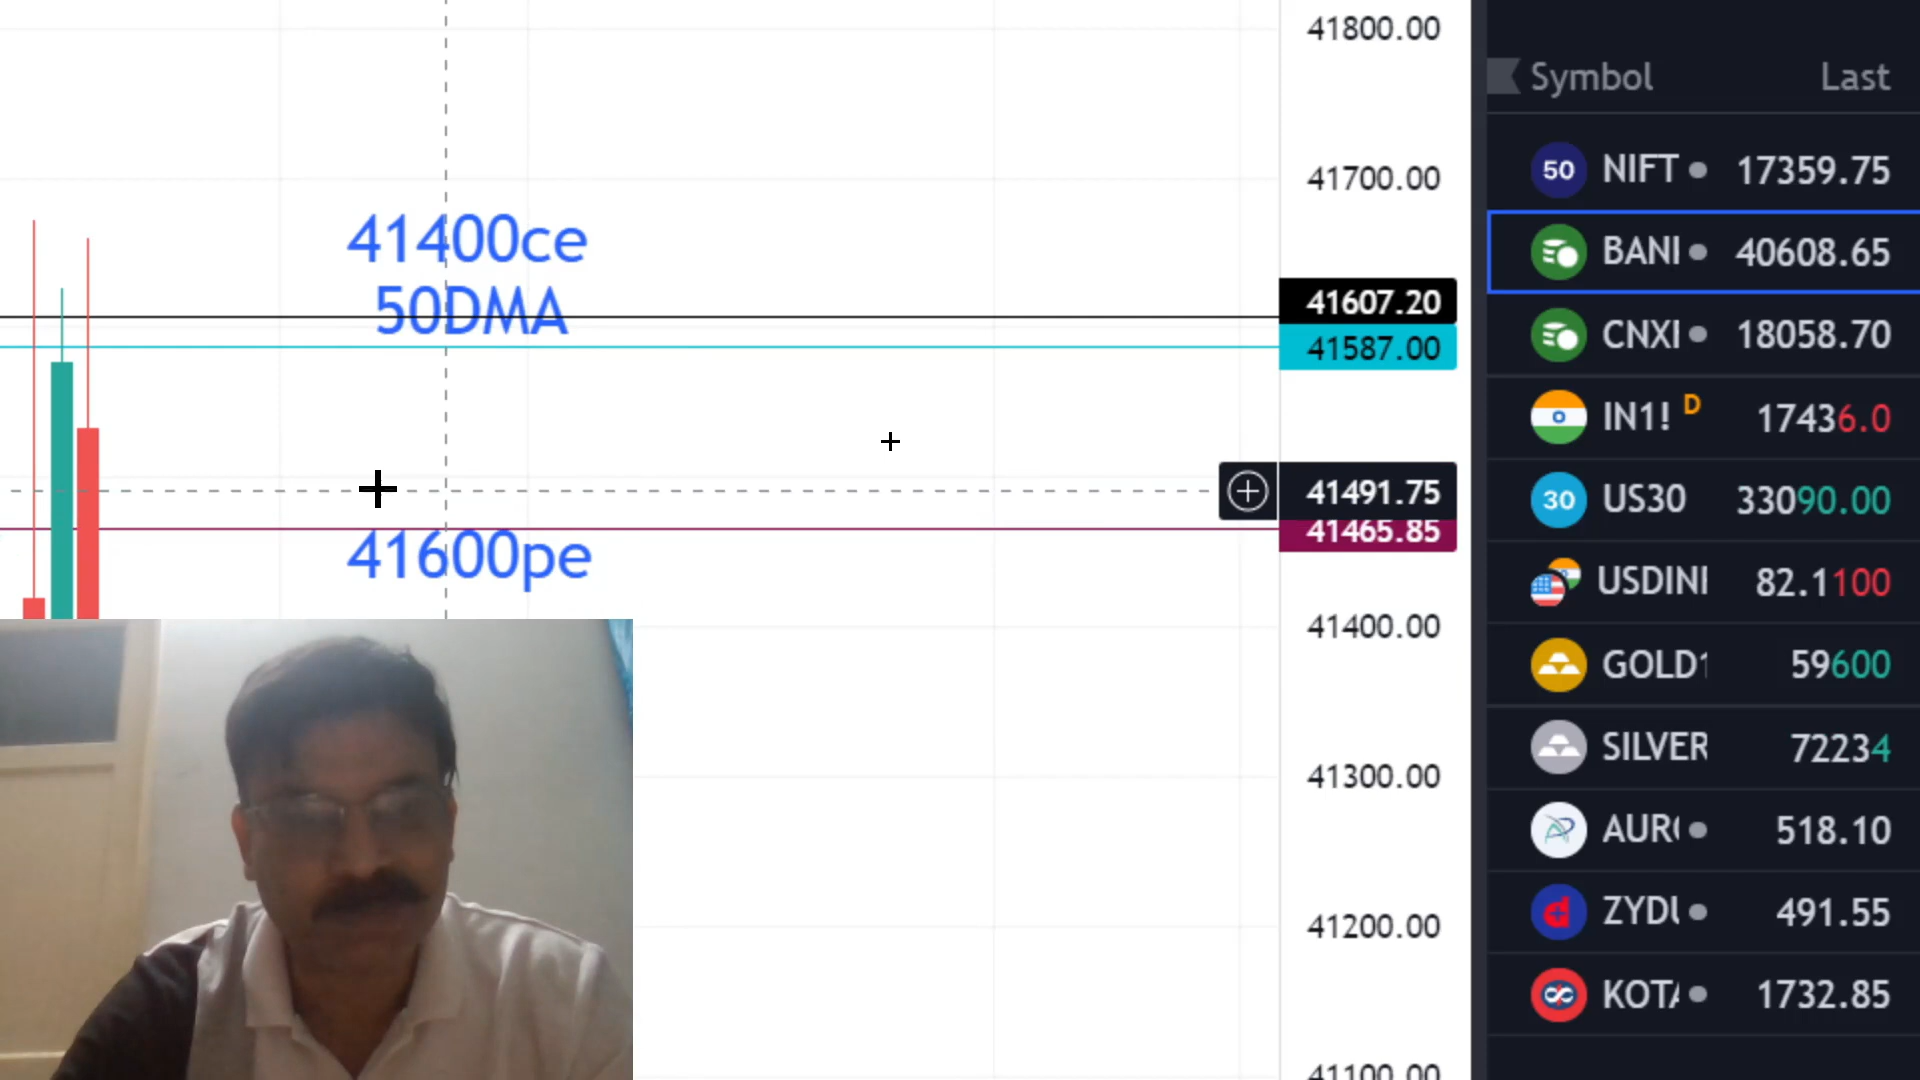 41800.00
Symbol Last
41700.00
50 NIFT 17359.75
41400ce
50DMA
BANI 40608.65
41607.20
41587.00
CNXI 18058.70
IN1! D 17436.0
41491.75
41465.85
30 US30 33090.00
41600pe
USDINI 82.1100
41400.00
GOLD1 59600
SILVER 72234
41300.00
AUR 518.10
41200.00
ZYDU 491.55
KOTA 1732.85
41100.00